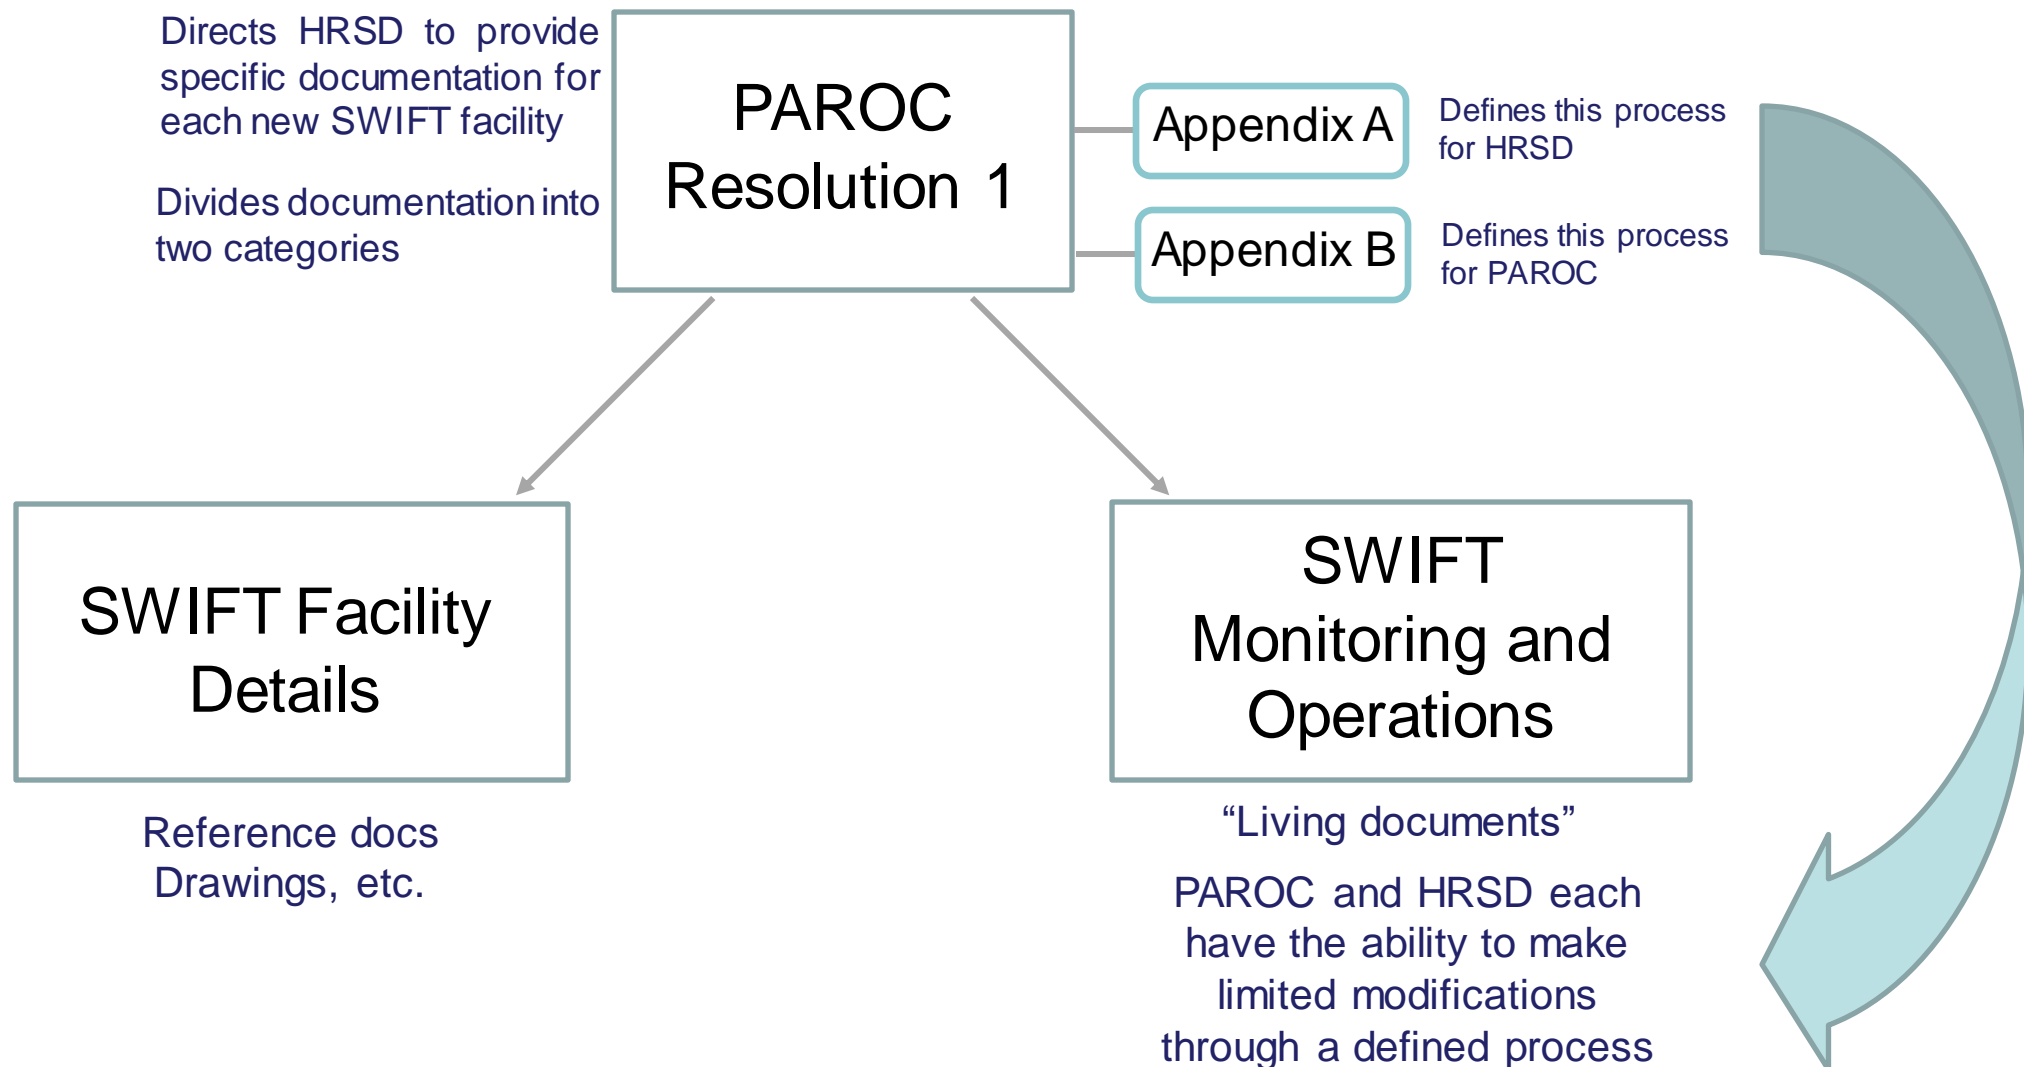 Directs HRSD to provide
specific documentation for
each new SWIFT facility
Divides documentation into
two categories
PAROC
Resolution 1
Appendix A
Defines this process
for HRSD
Appendix B
Defines this process
for PAROC
SWIFT Facility
Details
Reference docs
Drawings, etc.
SWIFT
Monitoring and
Operations
“Living documents”
PAROC and HRSD each
have the ability to make
limited modifications
through a defined process